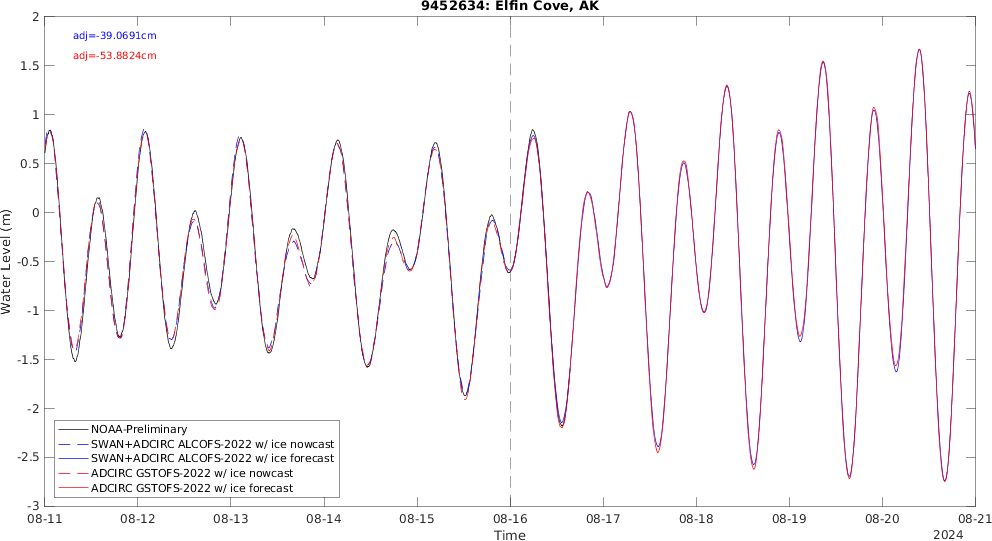 9452634: Elfin Cove, AK
adj=-39.0691cm
adj=-53.8824cm
2
1.5
1
0.5
0
-0.5
-1
-1.5
-2
-2.5
-3
Water Level (m)
NOAA-Preliminary
SWAN+ADCIRC ALCOFS-2022 w/ ice nowcast
SWAN+ADCIRC ALCOFS-2022 w/ ice forecast
ADCIRC GSTOFS-2022 w/ ice nowcast
ADCIRC GSTOFS-2022 w/ ice forecast
08-11 08-12 08-13 08-14 08-15 08-16 08-17 08-18 08-19 08-20 08-21
Time
2024